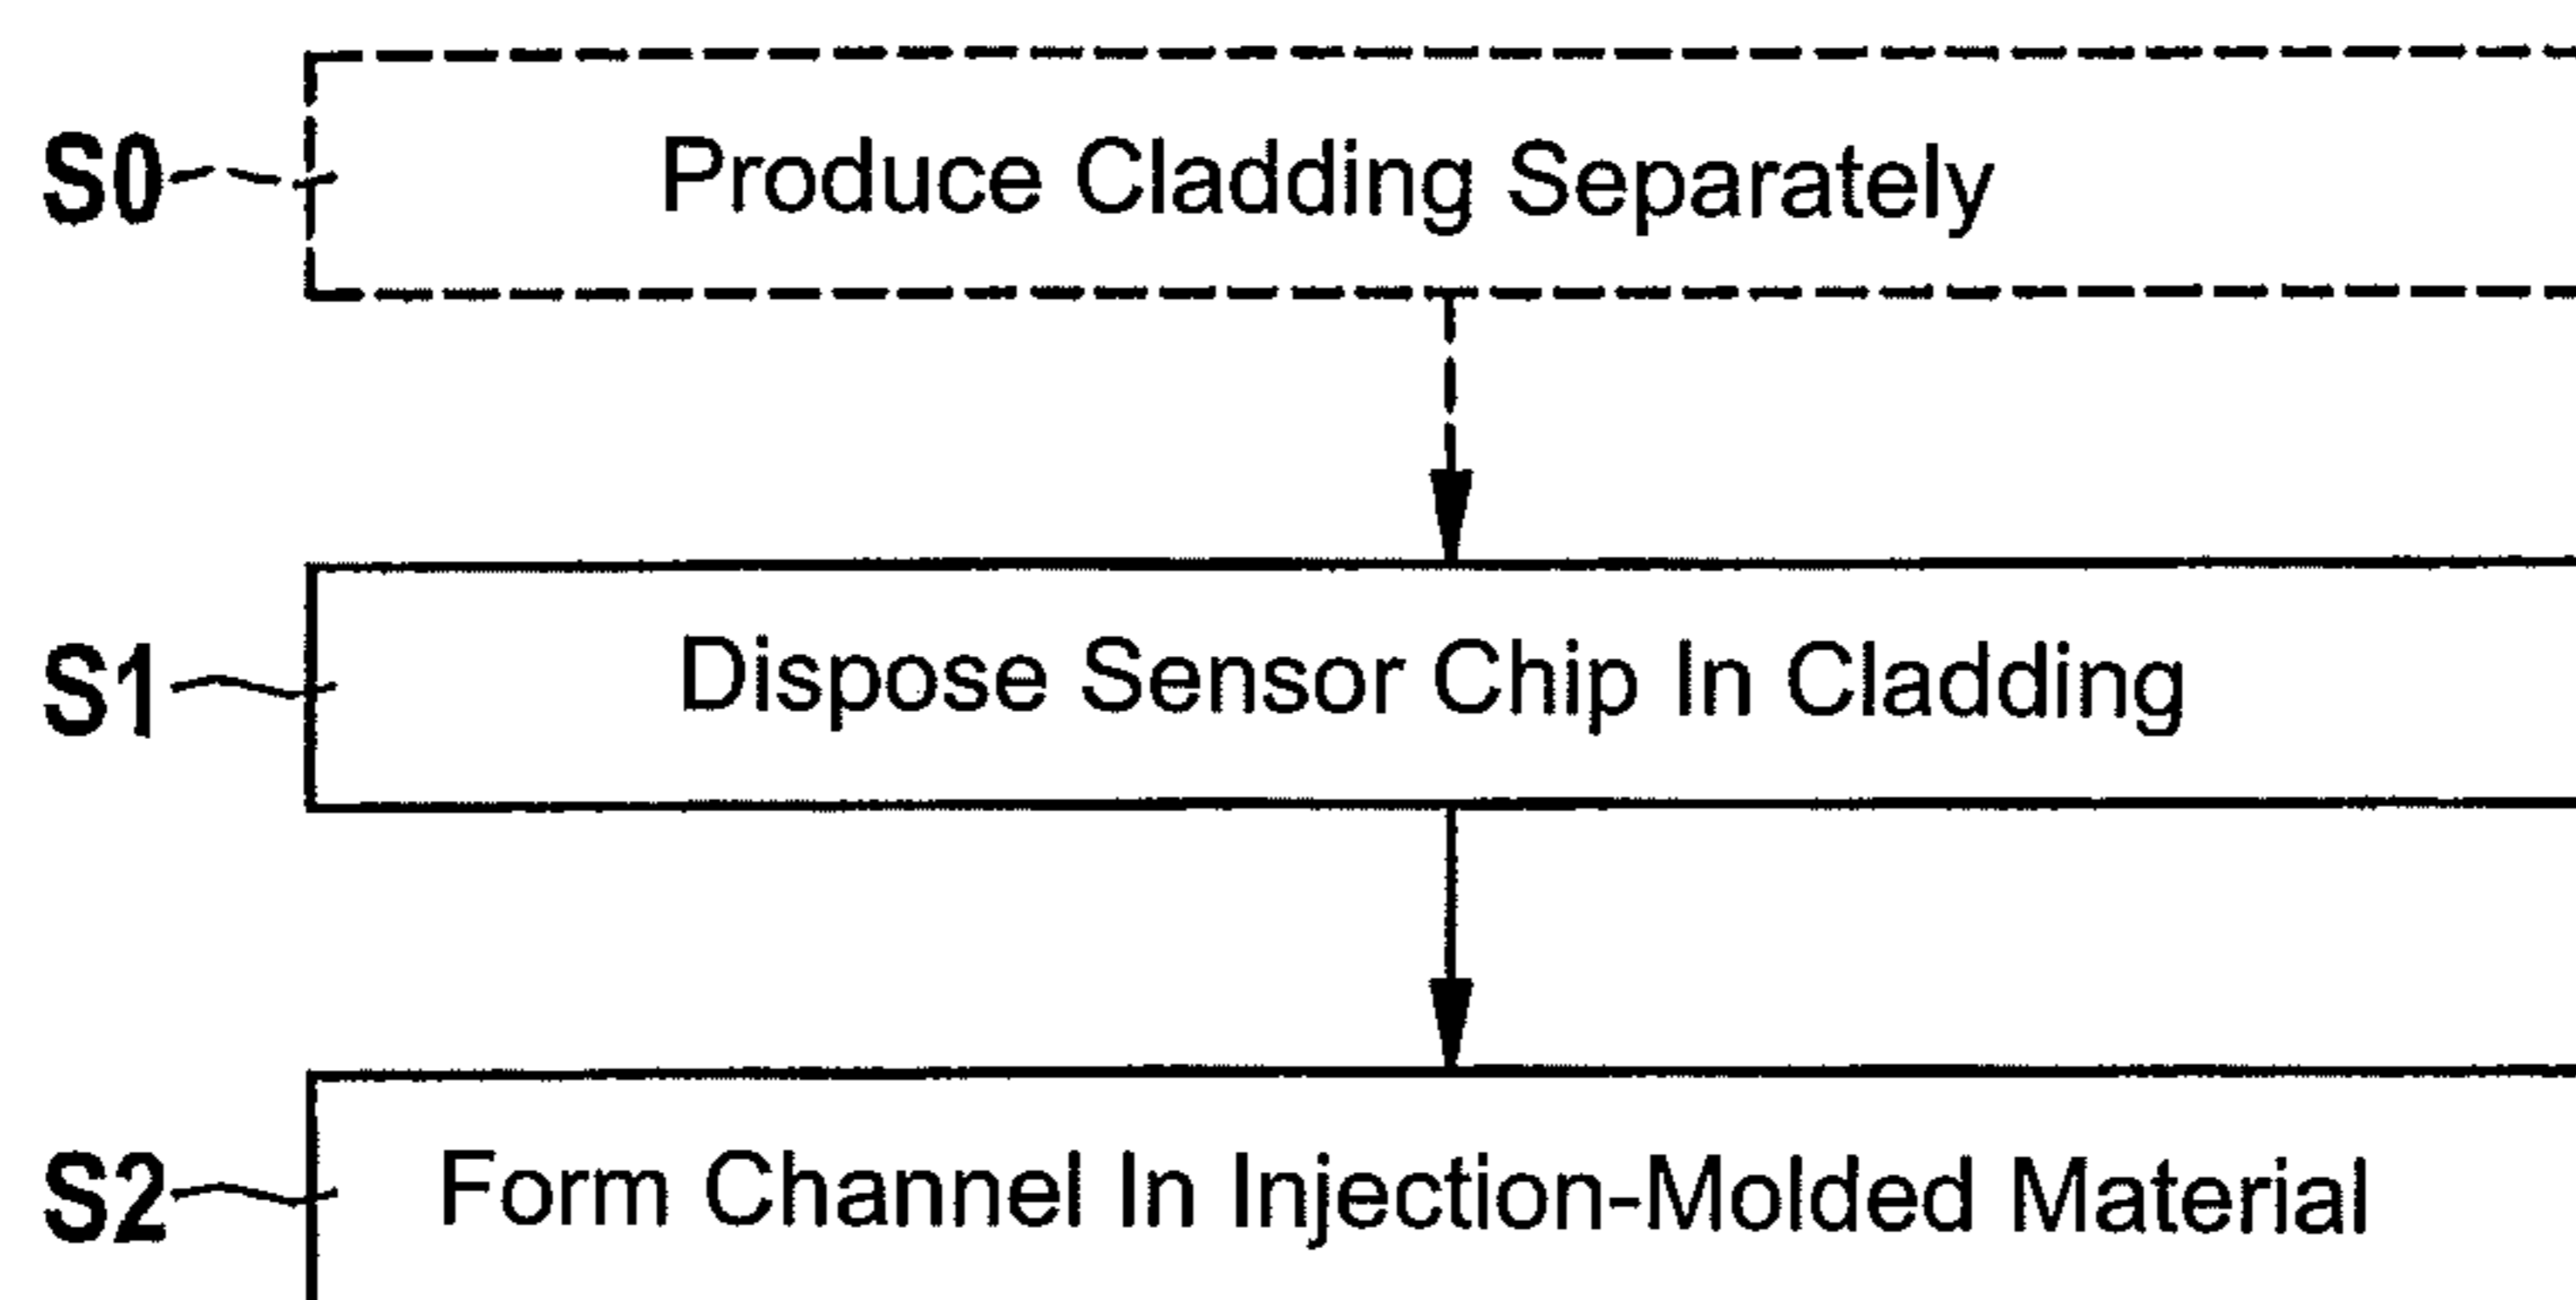 S0 Produce Cladding Separately
S1 Dispose Sensor Chip In Cladding
S2 Form Channel In Injection-Molded Material